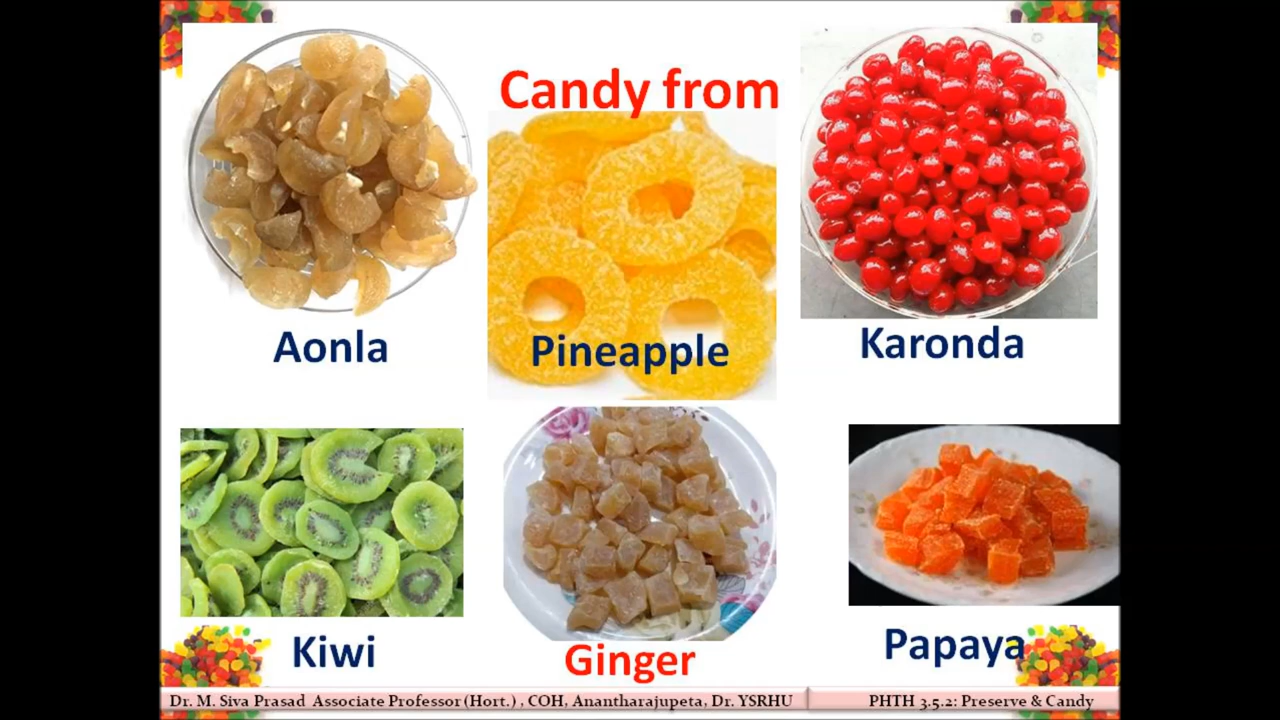 Candy from
Aonla
Pineapple
Karonda
Kiwi
Ginger
Papaya
Dr. M. Siva Prasad Associate Professor (Hort.) , COH, Anantharajupeta, Dr. YSRHU
PHTH 3.5.2: Preserve & Candy